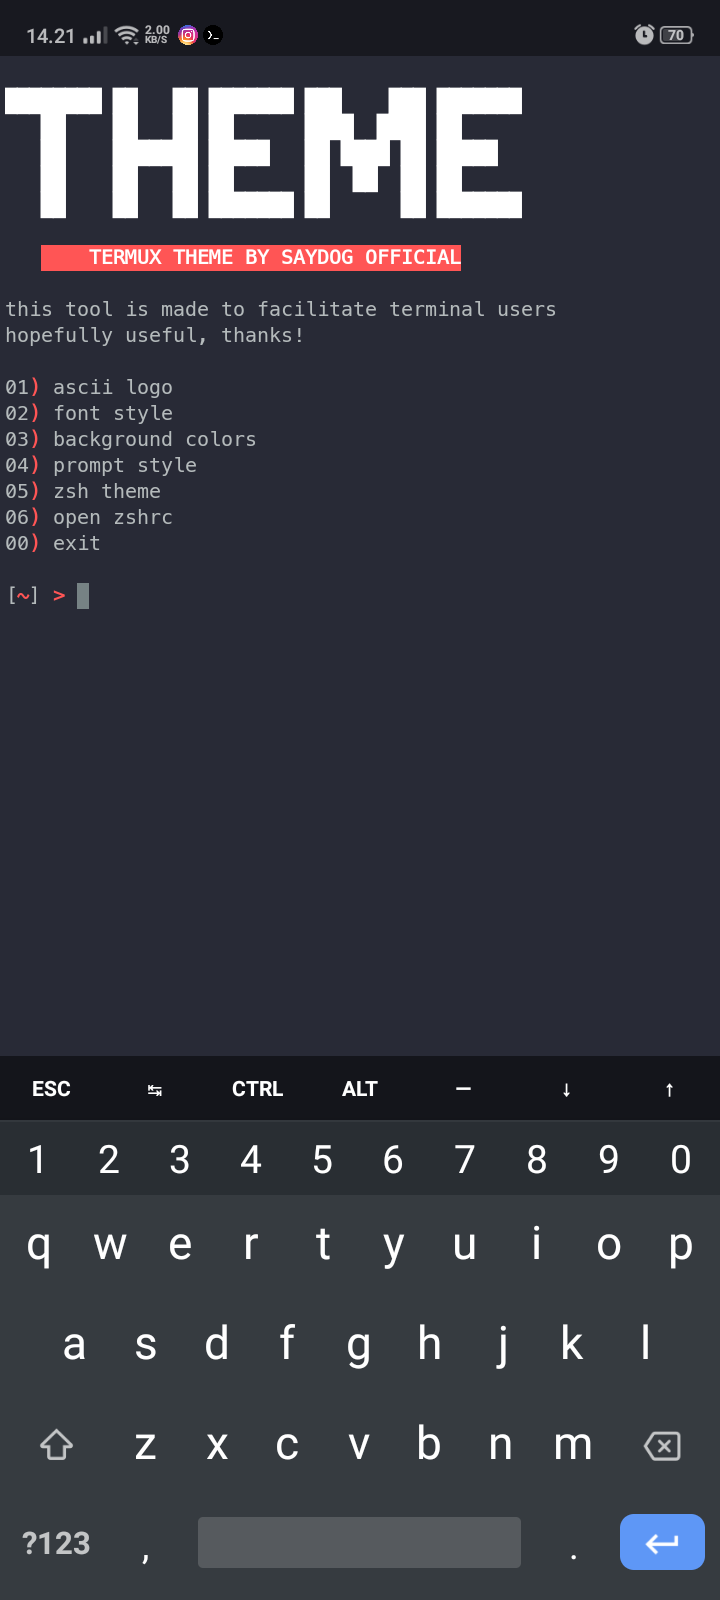 14.21 2.00 KB/S 70
THEME
TERMUX THEME BY SAYDOG OFFICIAL
this tool is made to facilitate terminal users
hopefully useful, thanks!
01) ascii logo
02) font style
03) background colors
04) prompt style
05) zsh theme
06) open zshrc
00) exit
[~] >
ESC ↹ CTRL ALT — ↓ ↑
1 2 3 4 5 6 7 8 9 0
q w e r t y u i o p
a s d f g h j k l
z x c v b n m
?123 , .